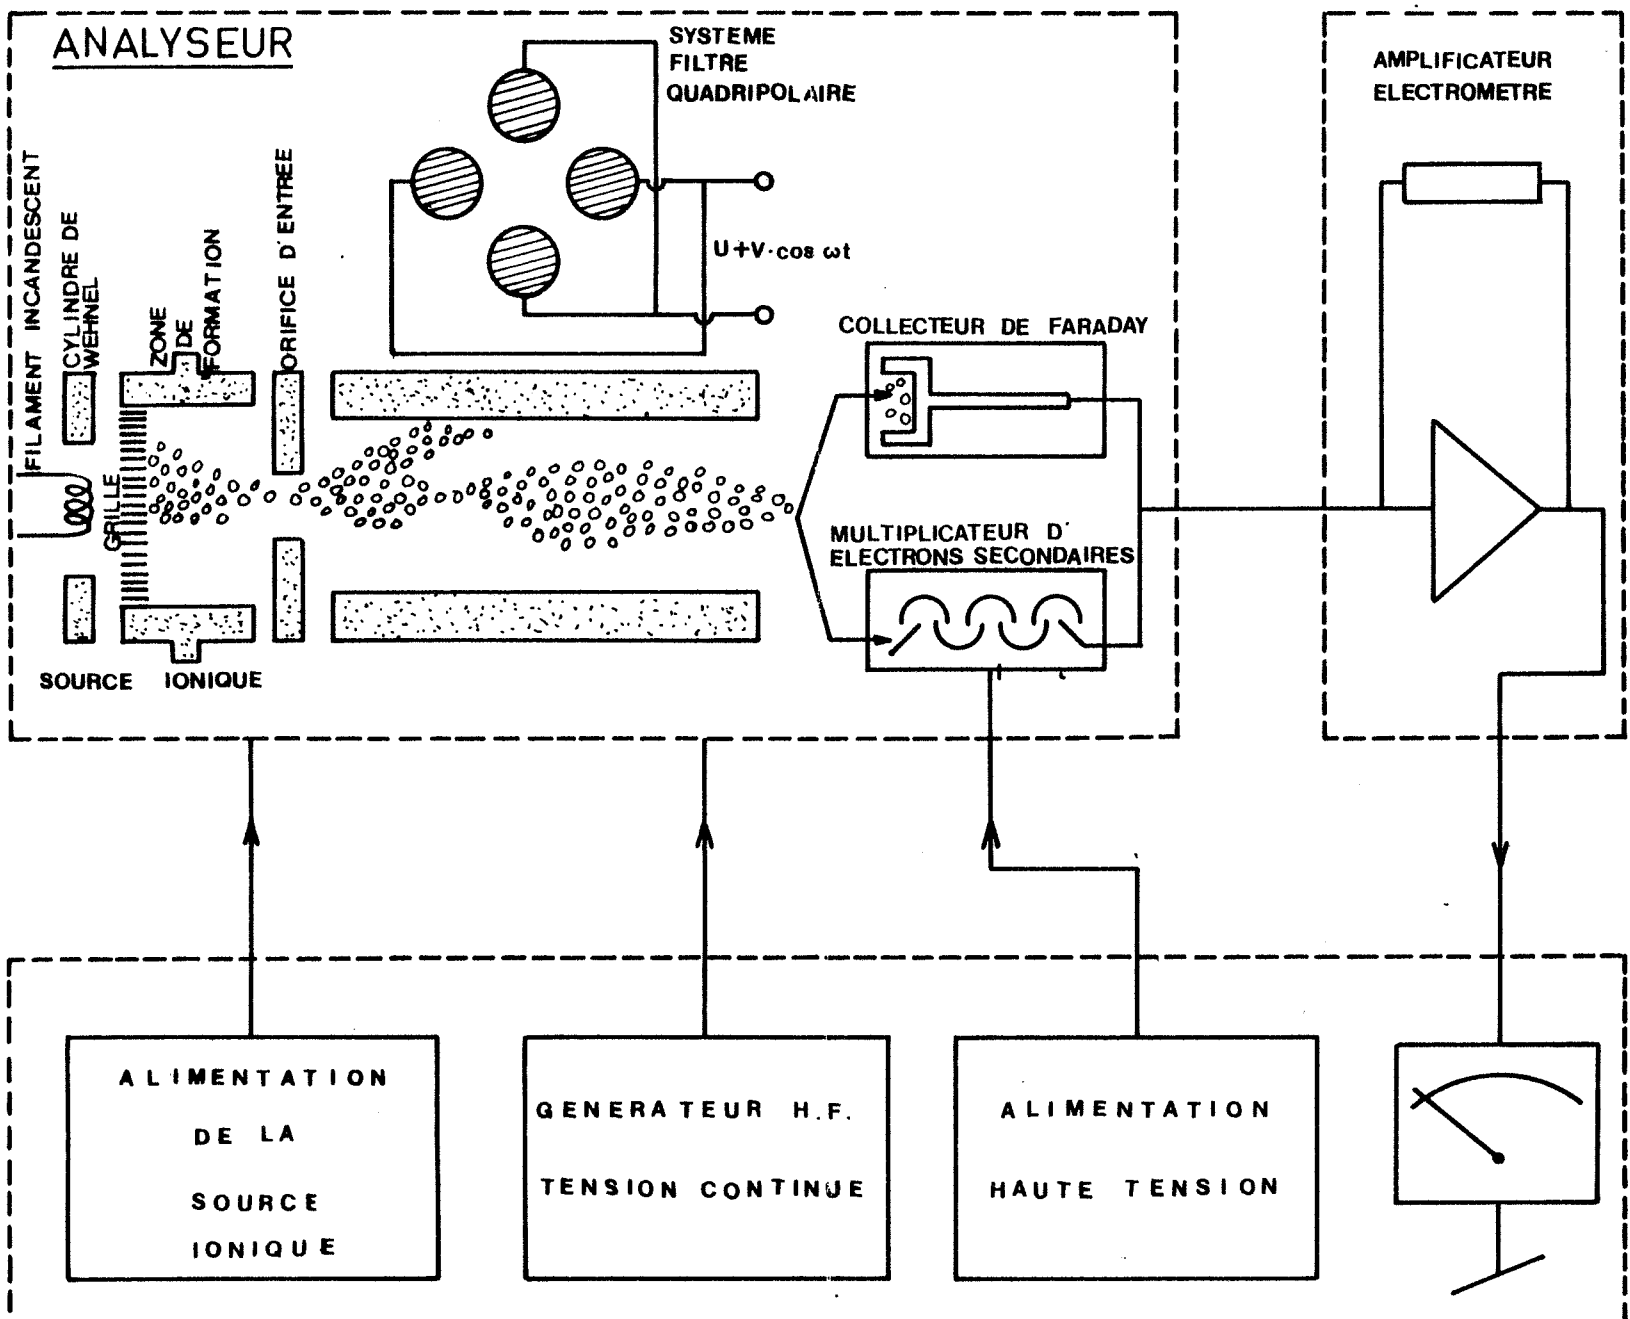 ANALYSEUR
SYSTEME
FILTRE
QUADRIPOLAIRE
AMPLIFICATEUR
ELECTROMETRE
FILAMENT INCANDESCENT
CYLINDRE DE
WEHNEL
ZONE
DE
FORMATION
ORIFICE D'ENTREE
U+V·cos ωt
COLLECTEUR DE FARADAY
GRILLE
MULTIPLICATEUR D'
ELECTRONS SECONDAIRES
SOURCE IONIQUE
ALIMENTATION
DE LA
SOURCE
IONIQUE
GENERATEUR H.F.
TENSION CONTINUE
ALIMENTATION
HAUTE TENSION